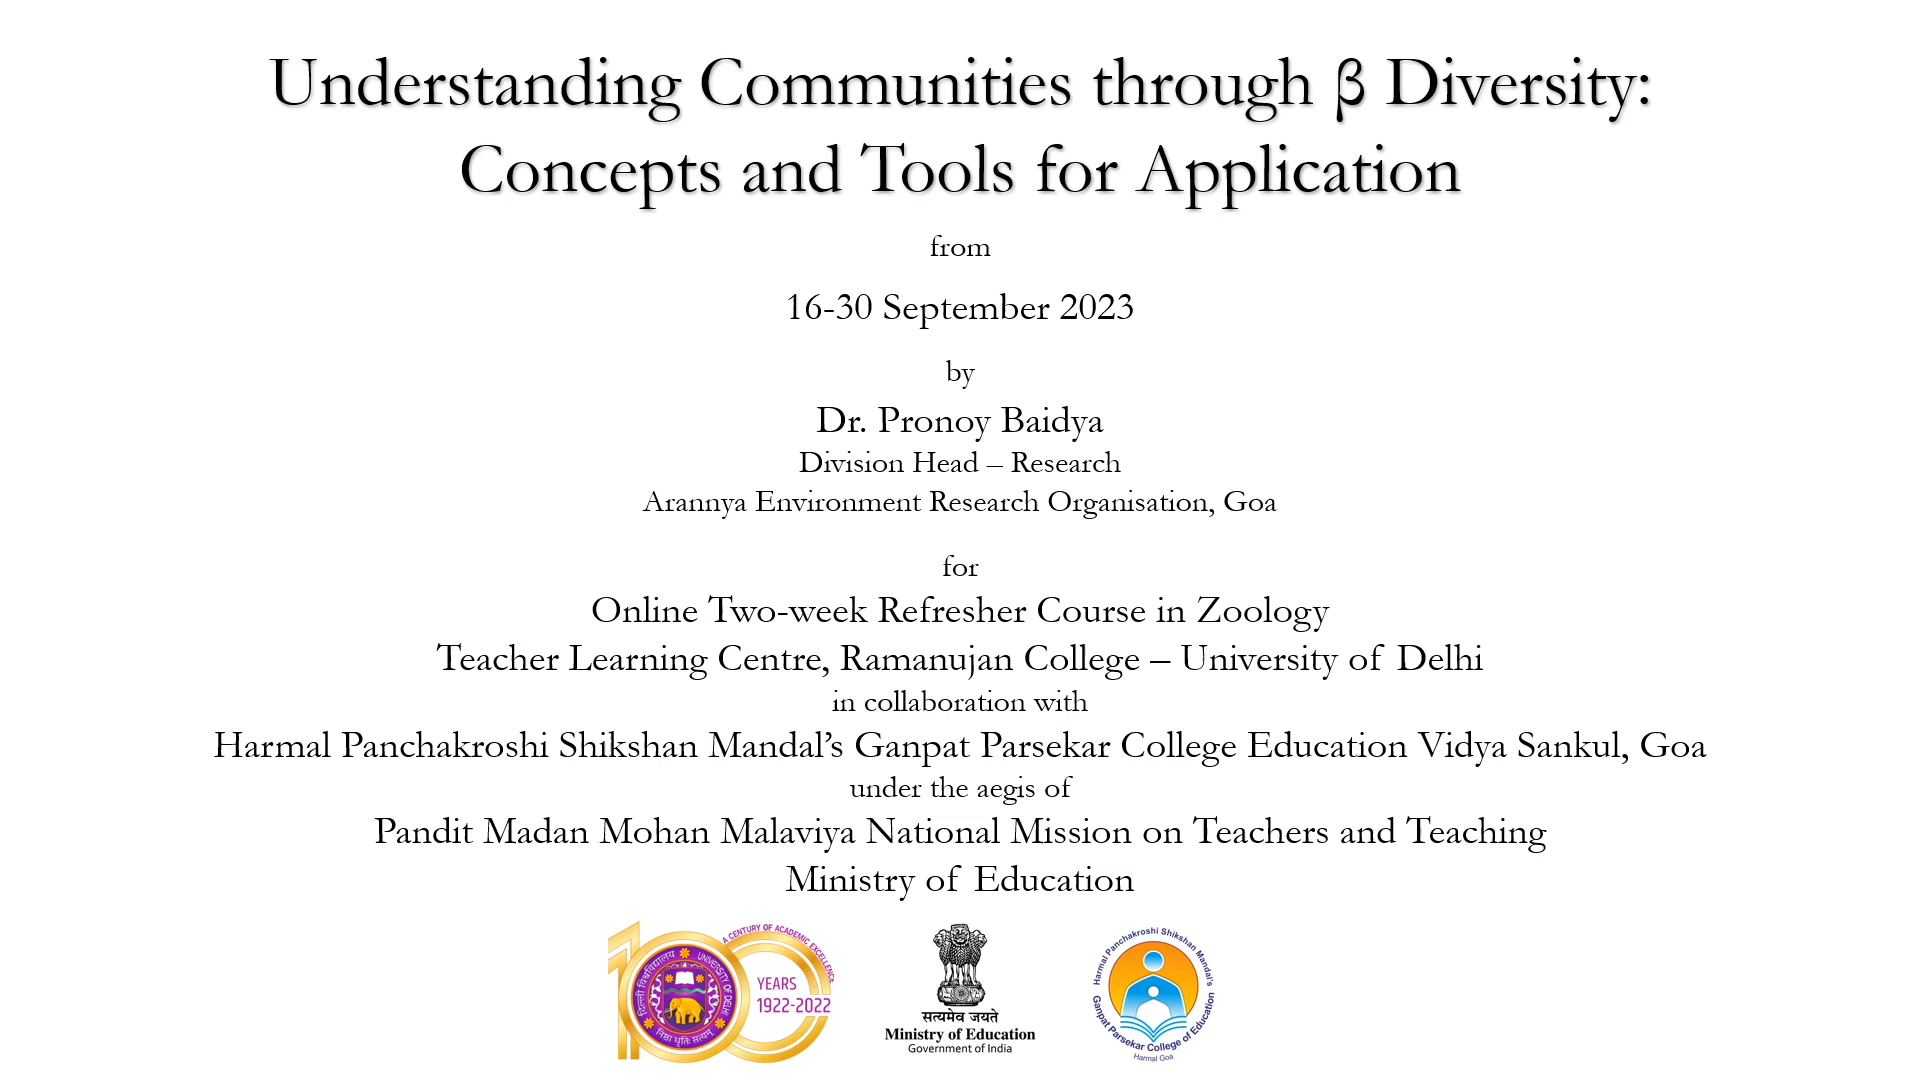 Understanding Communities through β Diversity:
Concepts and Tools for Application
from
16-30 September 2023
by
Dr. Pronoy Baidya
Division Head – Research
Arannya Environment Research Organisation, Goa
for
Online Two-week Refresher Course in Zoology
Teacher Learning Centre, Ramanujan College – University of Delhi
in collaboration with
Harmal Panchakroshi Shikshan Mandal’s Ganpat Parsekar College Education Vidya Sankul, Goa
under the aegis of
Pandit Madan Mohan Malaviya National Mission on Teachers and Teaching
Ministry of Education
A CENTURY OF ACADEMIC EXCELLENCE
100
YEARS
1922-2022
दिल्ली विश्वविद्यालय
UNIVERSITY OF DELHI
निष्ठा धृतिः सत्यम्
सत्यमेव जयते
Ministry of Education
Government of India
Harmal Panchakroshi Shikshan Mandal's
Ganpat Parsekar College of Education
Harmal Goa